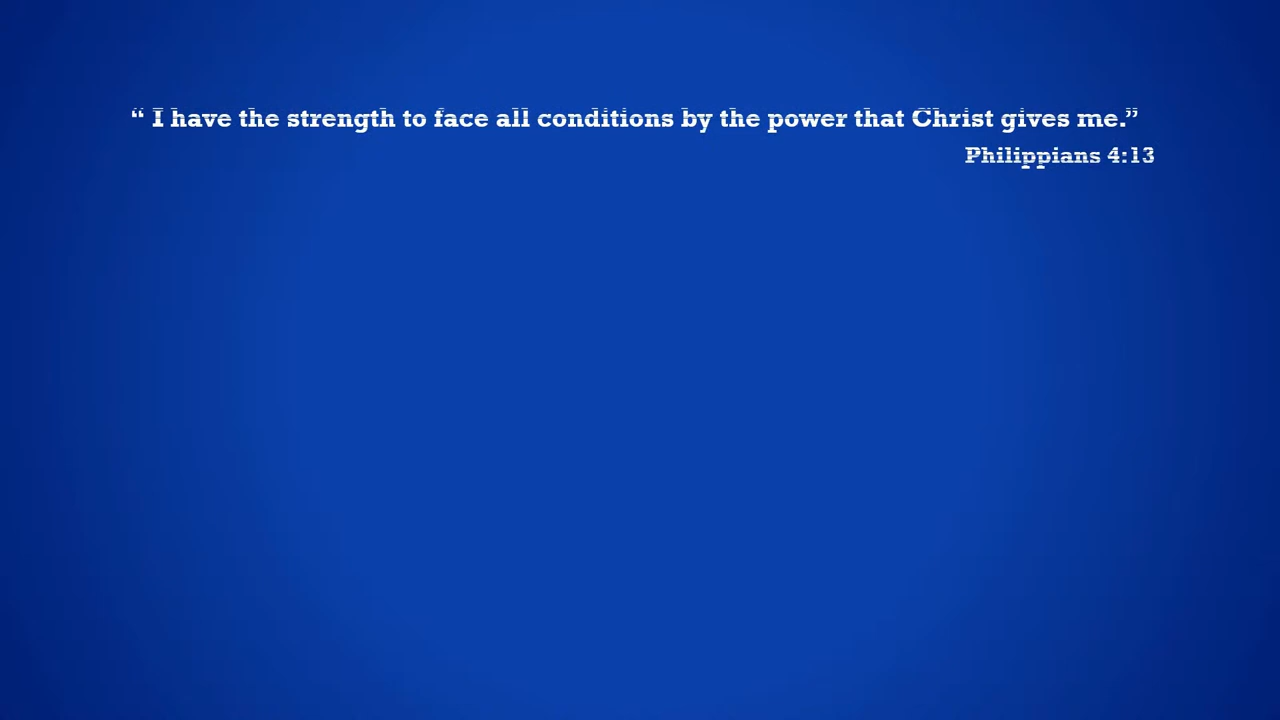 “ I have the strength to face all conditions by the power that Christ gives me.”
Philippians 4:13